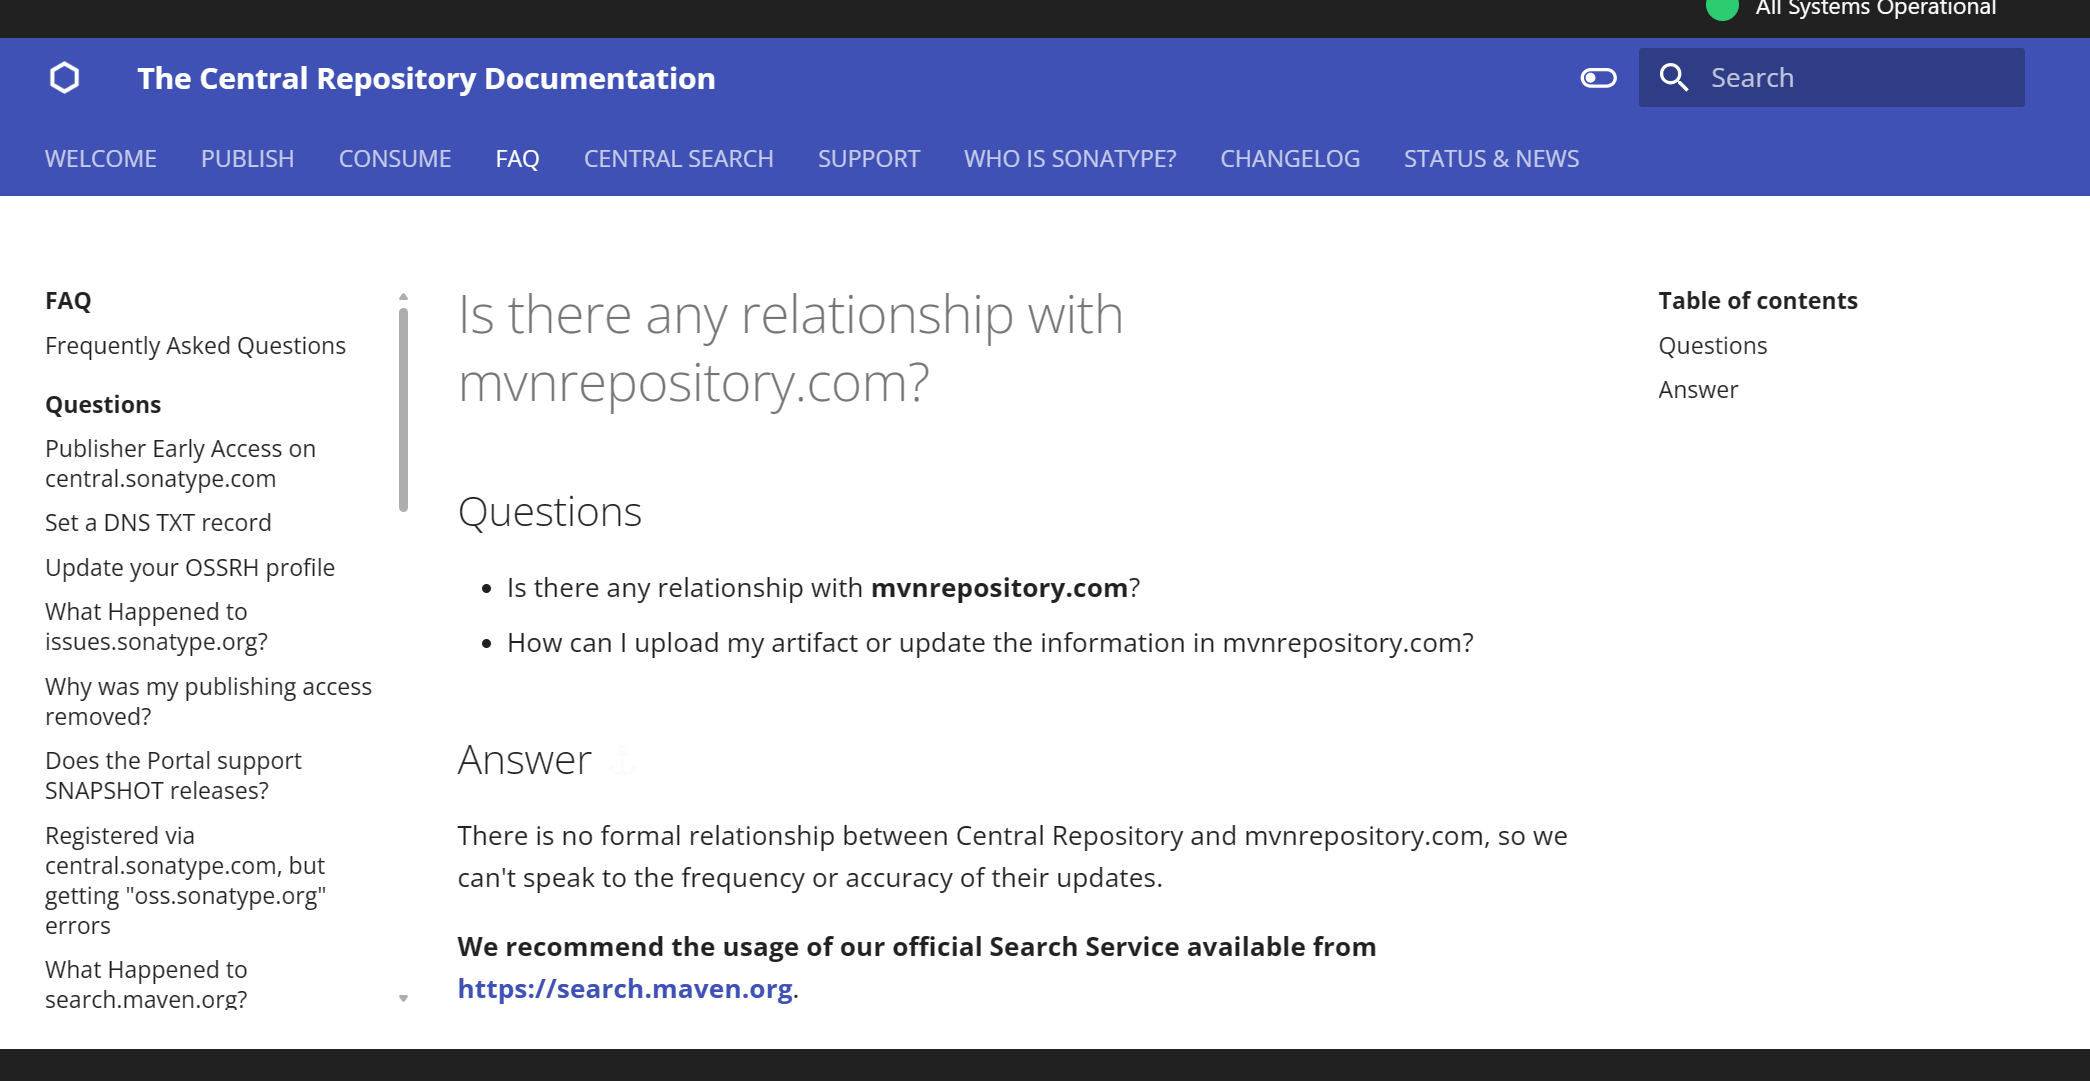 All Systems Operational
The Central Repository Documentation
Search
WELCOME PUBLISH CONSUME FAQ CENTRAL SEARCH SUPPORT WHO IS SONATYPE? CHANGELOG STATUS & NEWS
FAQ
Frequently Asked Questions
Questions
Publisher Early Access on
central.sonatype.com
Set a DNS TXT record
Update your OSSRH profile
What Happened to
issues.sonatype.org?
Why was my publishing access
removed?
Does the Portal support
SNAPSHOT releases?
Registered via
central.sonatype.com, but
getting "oss.sonatype.org"
errors
What Happened to
search.maven.org?
Is there any relationship with
mvnrepository.com?
Questions
Is there any relationship with mvnrepository.com?
How can I upload my artifact or update the information in mvnrepository.com?
Answer
There is no formal relationship between Central Repository and mvnrepository.com, so we
can't speak to the frequency or accuracy of their updates.
We recommend the usage of our official Search Service available from
https://search.maven.org.
Table of contents
Questions
Answer